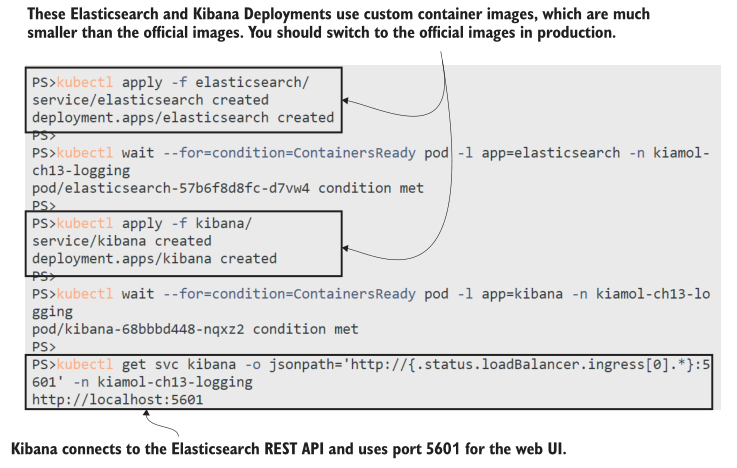 These Elasticsearch and Kibana Deployments use custom container images, which are much
smaller than the official images. You should switch to the official images in production.
PS>kubectl apply -f elasticsearch/
service/elasticsearch created
deployment.apps/elasticsearch created
PS>
PS>kubectl wait --for=condition=ContainersReady pod -l app=elasticsearch -n kiamol-
ch13-logging
pod/elasticsearch-57b6f8d8fc-d7vw4 condition met
PS>
PS>kubectl apply -f kibana/
service/kibana created
deployment.apps/kibana created
PS>
PS>kubectl wait --for=condition=ContainersReady pod -l app=kibana -n kiamol-ch13-lo
gging
pod/kibana-68bbbd448-nqxz2 condition met
PS>
PS>kubectl get svc kibana -o jsonpath='http://{.status.loadBalancer.ingress[0].*}:5
601' -n kiamol-ch13-logging
http://localhost:5601
Kibana connects to the Elasticsearch REST API and uses port 5601 for the web UI.